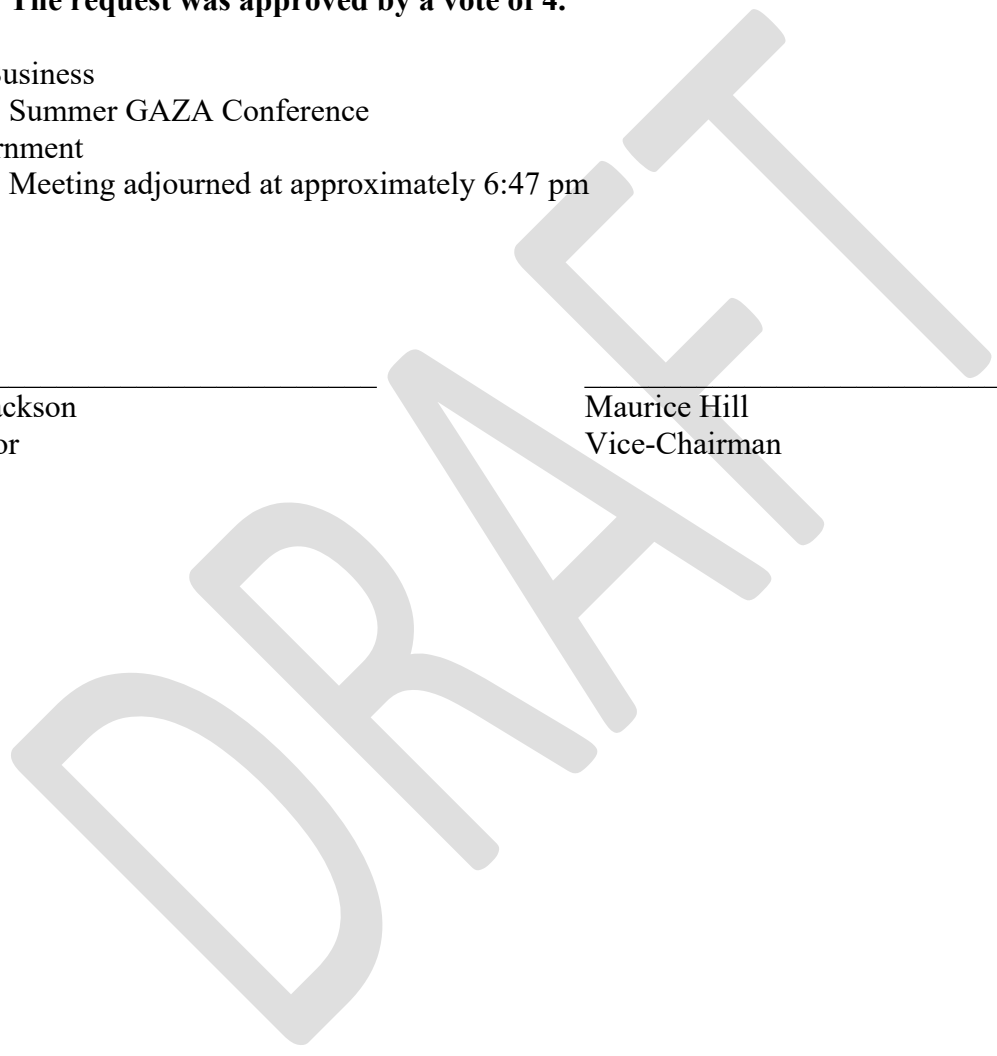 The request was approved by a vote of 4.
Business
Summer GAZA Conference
rnment
Meeting adjourned at approximately 6:47 pm
ackson Maurice Hill
or Vice-Chairman
DRAFT